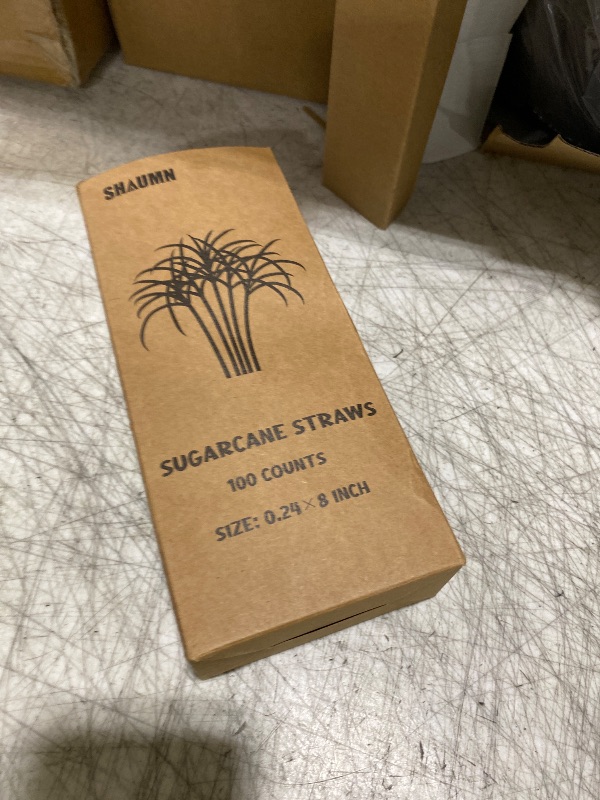 SHAUMN
SUGARCANE STRAWS
100 COUNTS
SIZE: 0.24×8 INCH